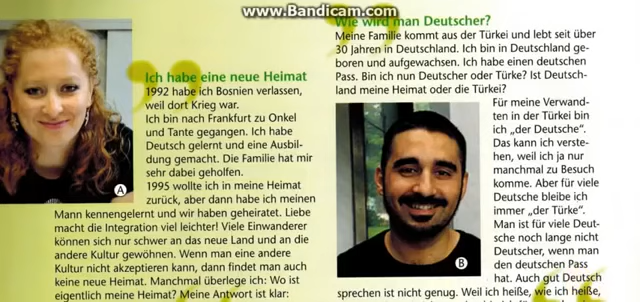 www.Bandicam.com
Ich habe eine neue Heimat
1992 habe ich Bosnien verlassen,
weil dort Krieg war.
Ich bin nach Frankfurt zu Onkel
und Tante gegangen. Ich habe
Deutsch gelernt und eine Ausbil-
dung gemacht. Die Familie hat mir
sehr dabei geholfen.
1995 wollte ich in meine Heimat
zurück, aber dann habe ich meinen
Mann kennengelernt und wir haben geheiratet. Liebe
macht die Integration viel leichter! Viele Einwanderer
können sich nur schwer an das neue Land und an die
andere Kultur gewöhnen. Wenn man eine andere
Kultur nicht akzeptieren kann, dann findet man auch
keine neue Heimat. Manchmal überlege ich: Wo ist
eigentlich meine Heimat? Meine Antwort ist klar:
A
Wie wird man Deutscher?
Meine Familie kommt aus der Türkei und lebt seit über
30 Jahren in Deutschland. Ich bin in Deutschland ge-
boren und aufgewachsen. Ich habe einen deutschen
Pass. Bin ich nun Deutscher oder Türke? Ist Deutsch-
land meine Heimat oder die Türkei?
Für meine Verwand-
ten in der Türkei bin
ich „der Deutsche“.
Das kann ich verste-
hen, weil ich ja nur
manchmal zu Besuch
komme. Aber für viele
Deutsche bleibe ich
immer „der Türke“.
Man ist für viele Deut-
sche noch lange nicht
Deutscher, wenn man
den deutschen Pass
hat. Auch gut Deutsch
sprechen ist nicht genug. Weil ich heiße, wie ich heiße,
B